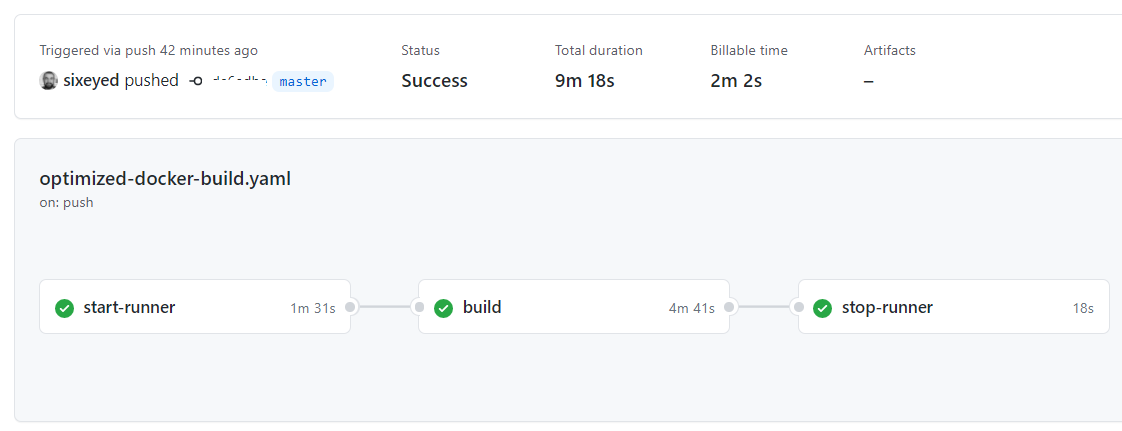 Triggered via push 42 minutes ago
sixeyed pushed master
Status
Success
Total duration
9m 18s
Billable time
2m 2s
Artifacts
–
optimized-docker-build.yaml
on: push
start-runner 1m 31s
build 4m 41s
stop-runner 18s